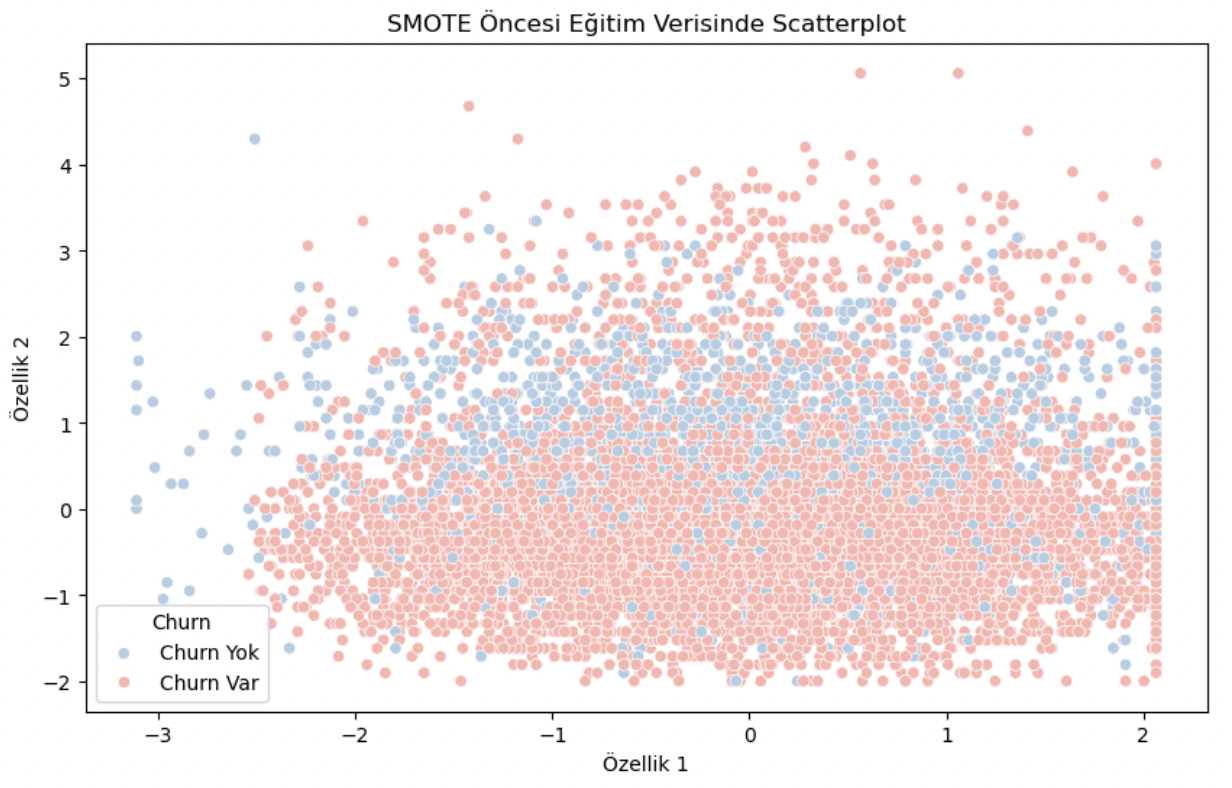 SMOTE Öncesi Eğitim Verisinde Scatterplot
5
4
3
2
1
0
−1
−2
Özellik 2
Churn
Churn Yok
Churn Var
−3
−2
−1
0
1
2
Özellik 1